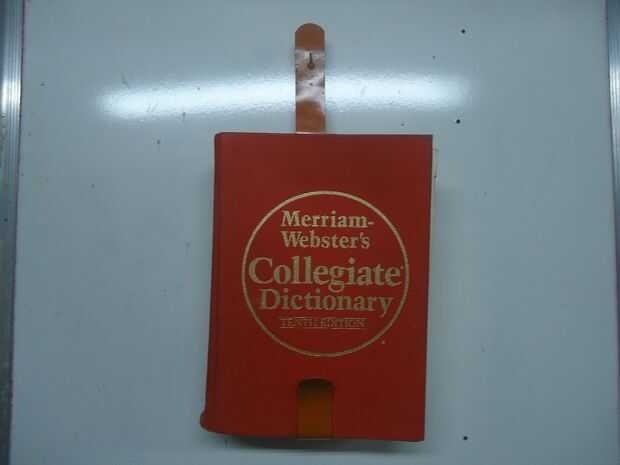 Merriam-
Webster's
Collegiate®
Dictionary
TENTH EDITION